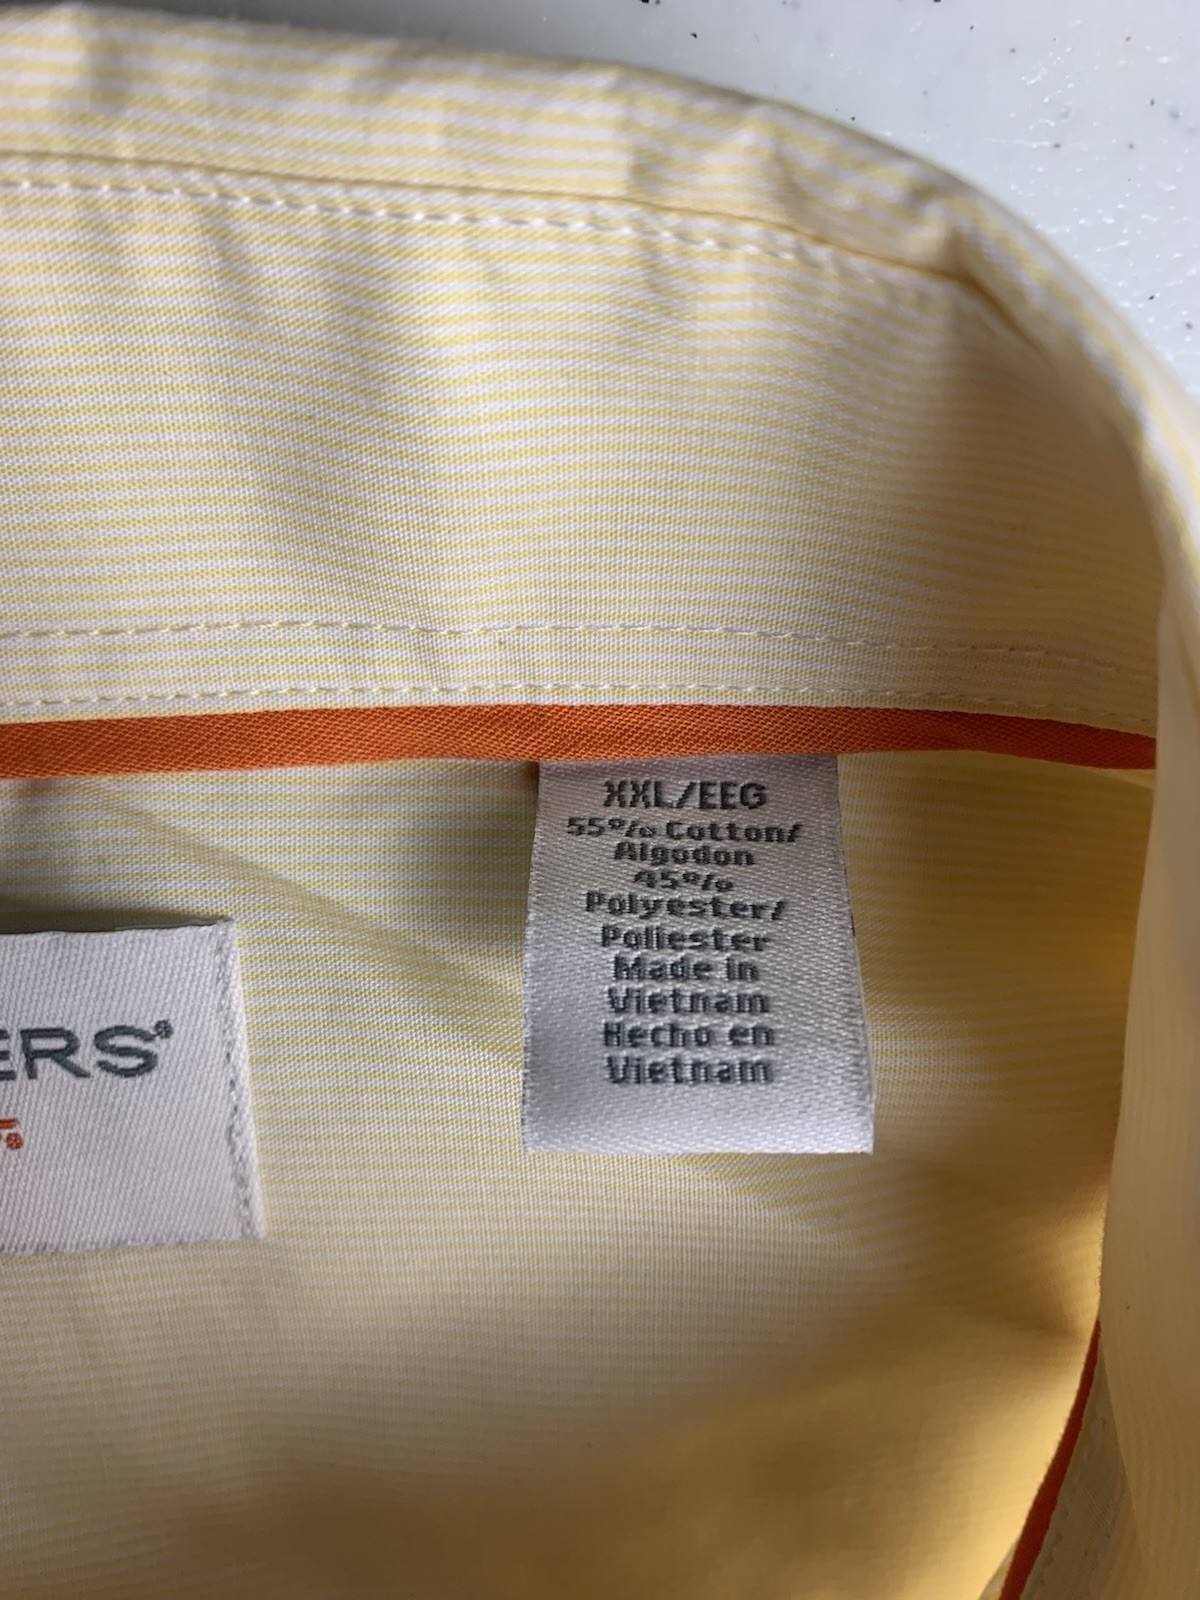 XXL/EEG
55% Cotton/
Algodon
45%
Polyester/
Poliester
Made in
Vietnam
Hecho en
Vietnam
ERS®